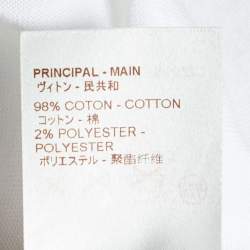 PRINCIPAL - MAIN
ヴィトン - 民共和
98% COTON - COTTON
コットン - 棉
2% POLYESTER -
POLYESTER
ポリエステル - 聚酯纤维